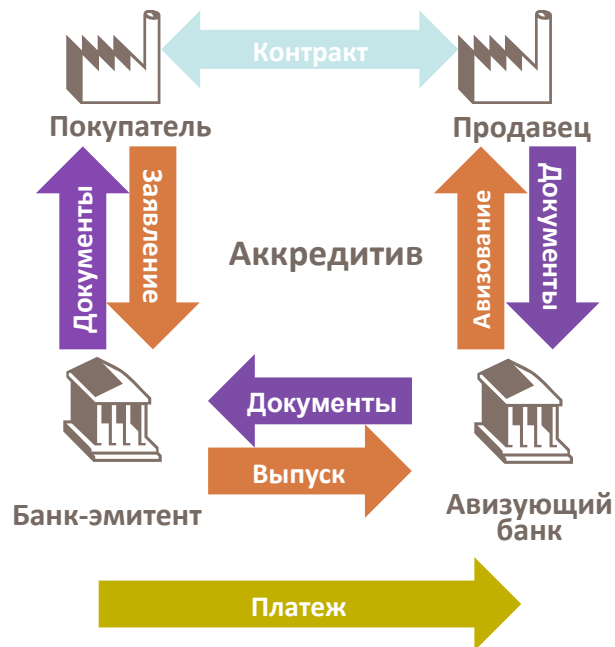 Контракт
Покупатель
Продавец
Документы
Заявление
Аккредитив
Авизование
Документы
Документы
Выпуск
Банк-эмитент
Авизующий
банк
Платеж